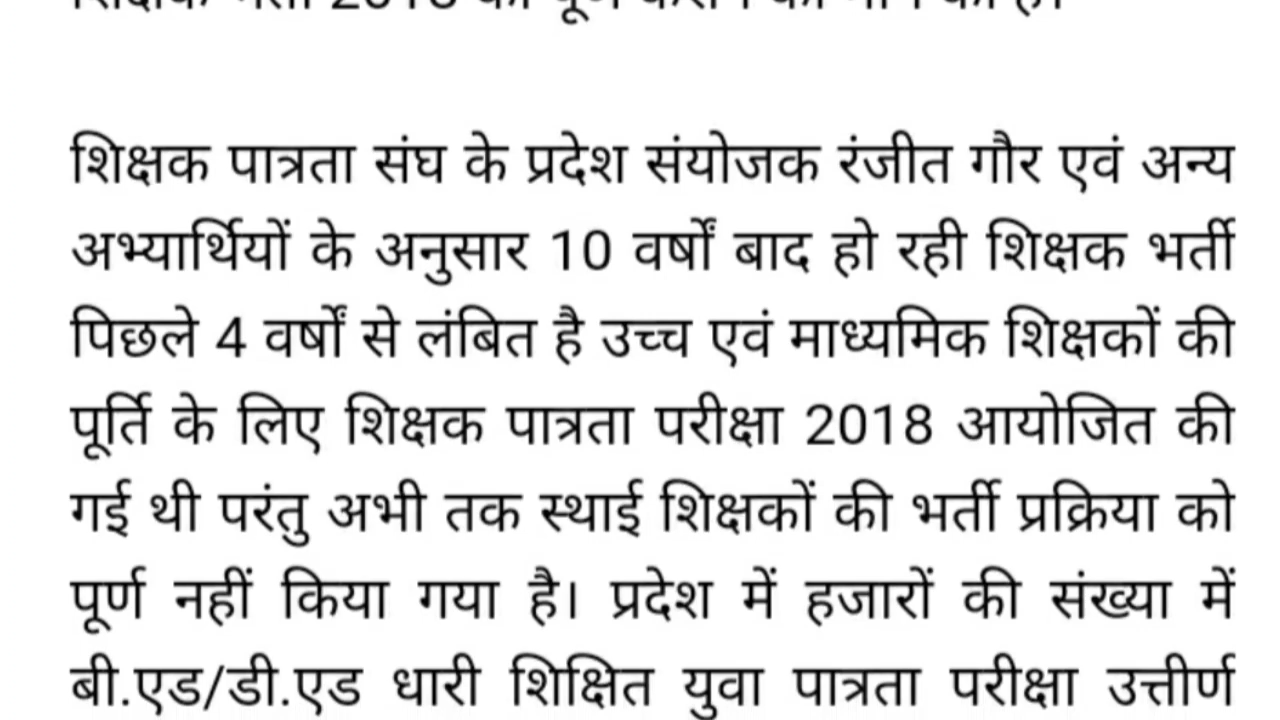 शिक्षक पात्रता संघ के प्रदेश संयोजक रंजीत गौर एवं अन्य
अभ्यार्थियों के अनुसार 10 वर्षों बाद हो रही शिक्षक भर्ती
पिछले 4 वर्षों से लंबित है उच्च एवं माध्यमिक शिक्षकों की
पूर्ति के लिए शिक्षक पात्रता परीक्षा 2018 आयोजित की
गई थी परंतु अभी तक स्थाई शिक्षकों की भर्ती प्रक्रिया को
पूर्ण नहीं किया गया है। प्रदेश में हजारों की संख्या में
बी.एड/डी.एड धारी शिक्षित युवा पात्रता परीक्षा उत्तीर्ण